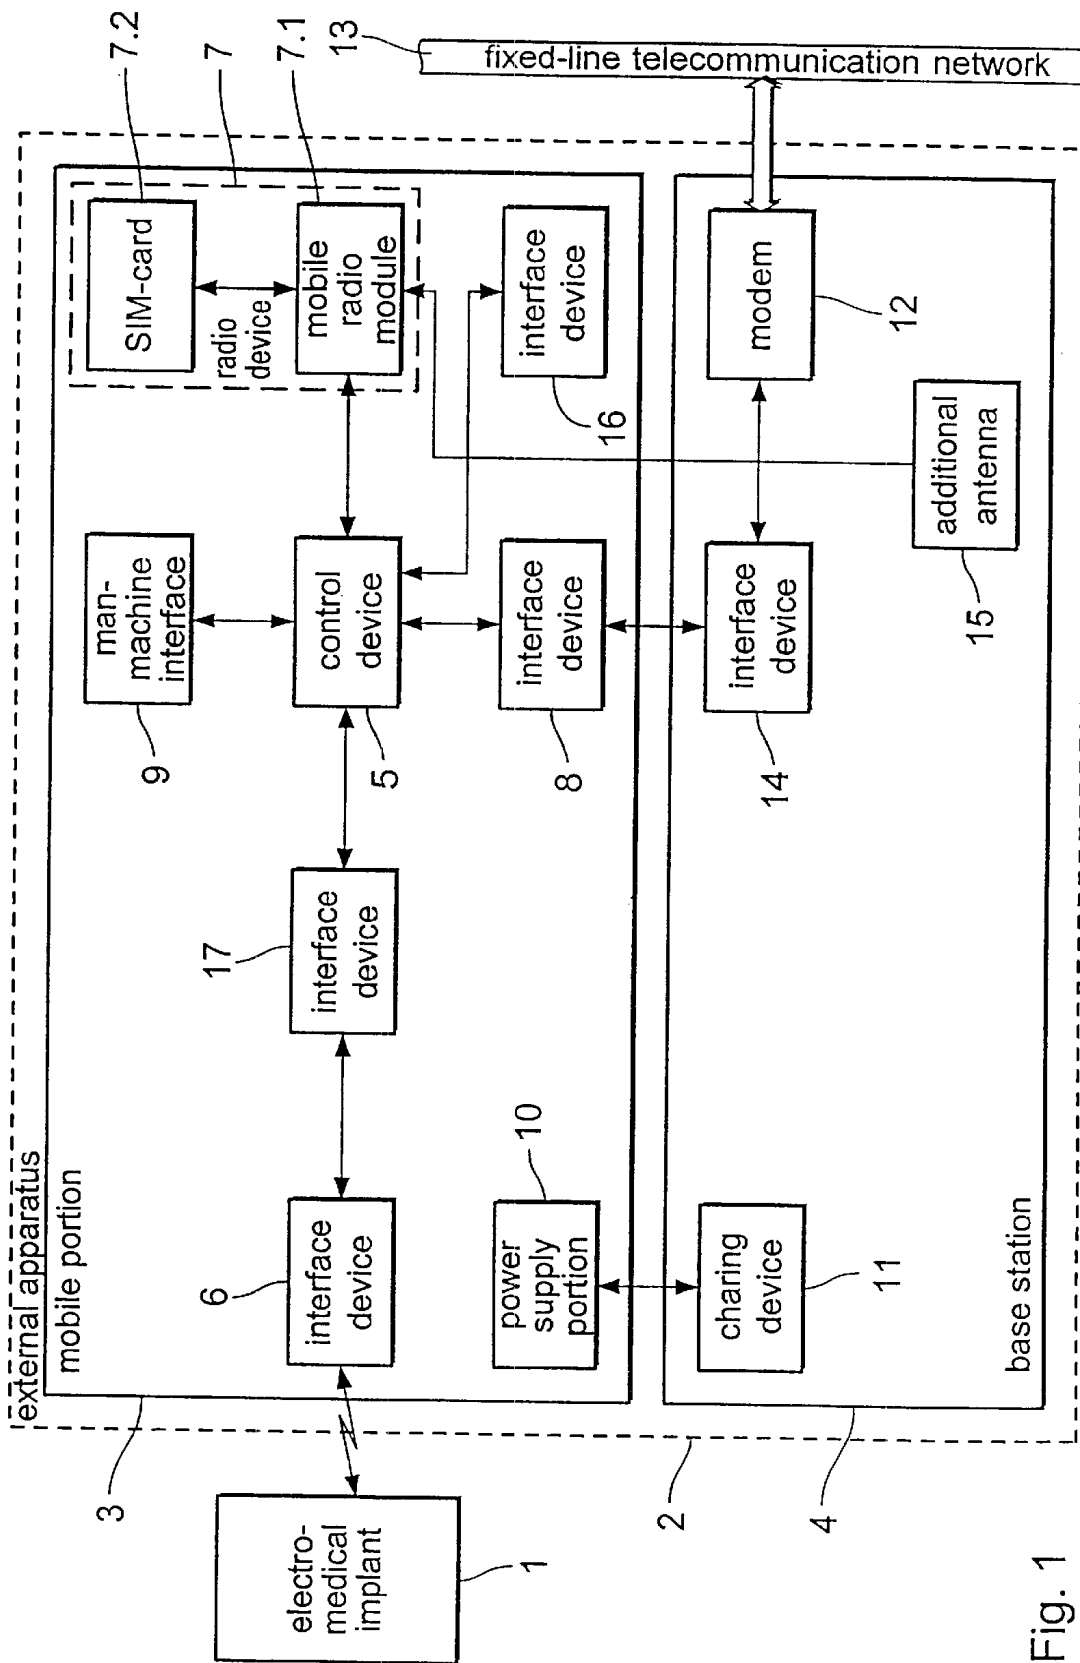 external apparatus
mobile portion
3
electro-
medical
implant
1
6
interface
device
17
interface
device
9
man-
machine
interface
control
device
5
7.2
SIM-card
radio
device
7
7.1
mobile
radio
module
interface
device
16
interface
device
8
10
power
supply
portion
charing
device
11
base station
4
2
interface
device
14
modem
12
additional
antenna
15
13
fixed-line telecommunication network
Fig. 1